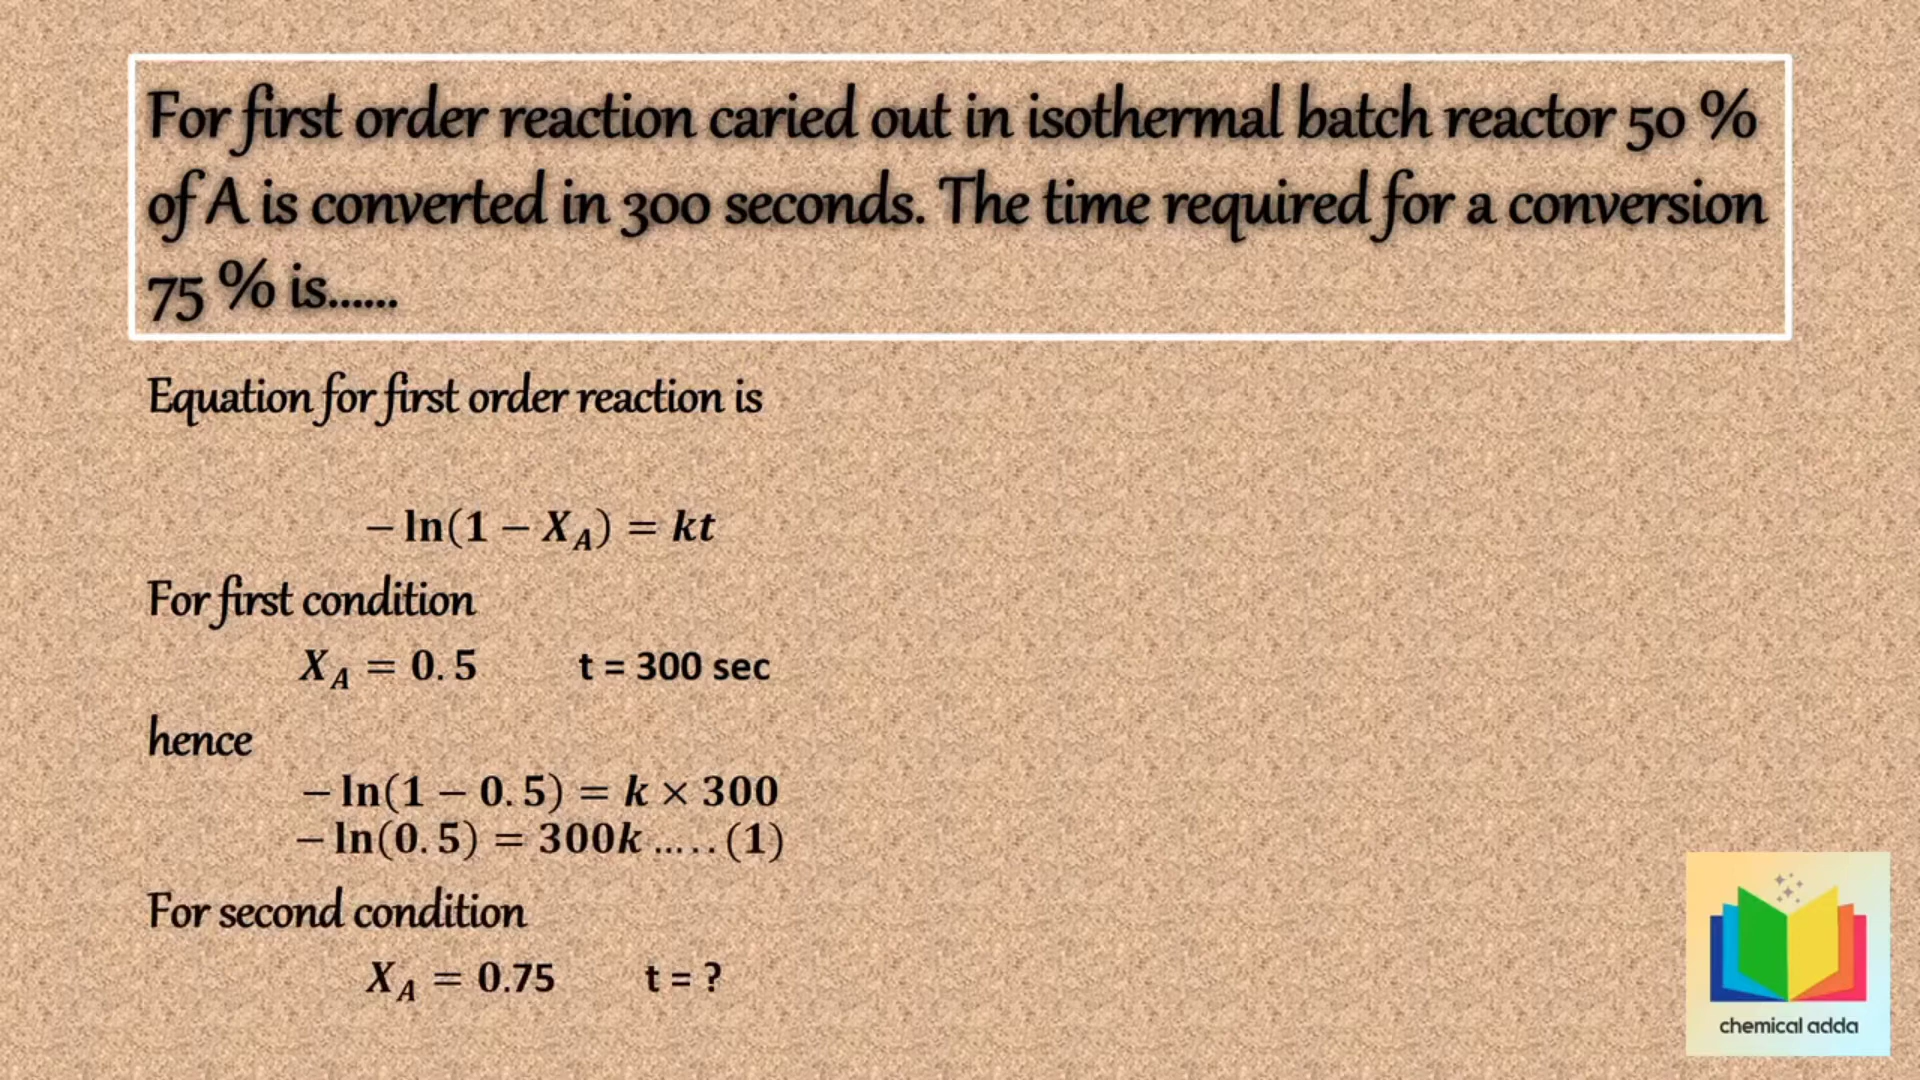 For first order reaction caried out in isothermal batch reactor 50 %
of A is converted in 300 seconds. The time required for a conversion
75 % is......
Equation for first order reaction is
− ln(1 − X_A) = kt
For first condition
X_A = 0.5 t = 300 sec
hence
− ln(1 − 0.5) = k × 300
− ln(0.5) = 300k ..... (1)
For second condition
X_A = 0.75 t = ?
chemical adda